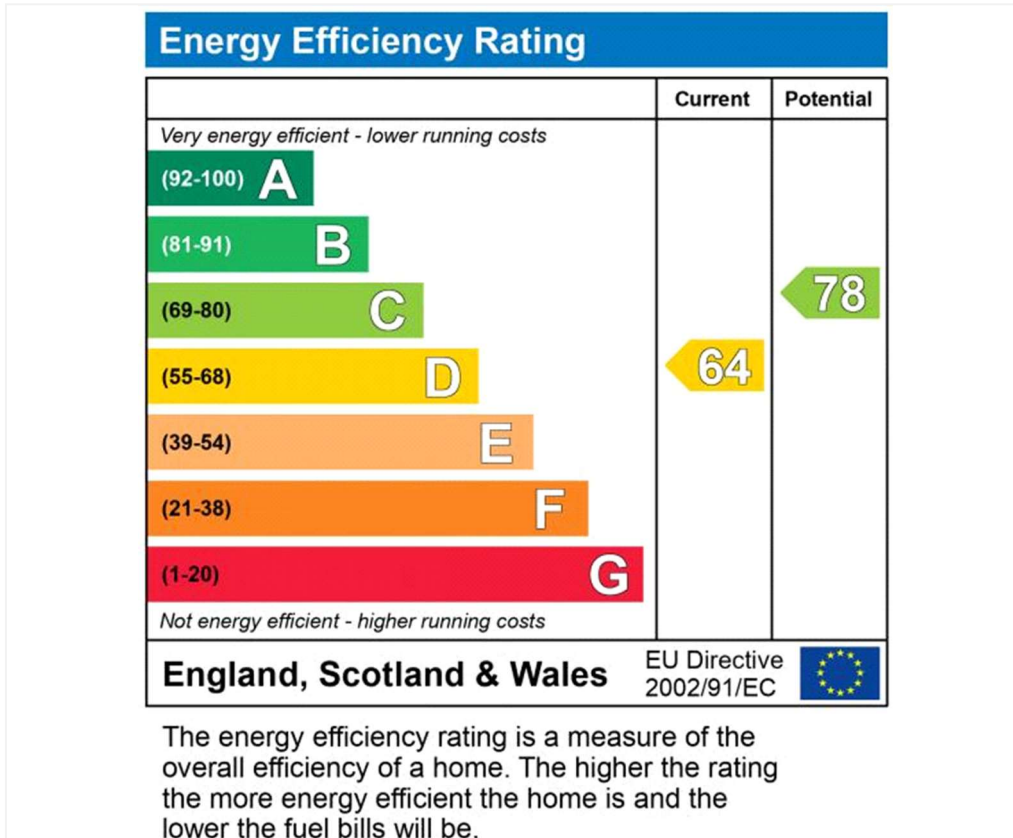 Energy Efficiency Rating
Current Potential
Very energy efficient - lower running costs
(92-100) A
(81-91) B
78
(69-80) C
64
(55-68) D
(39-54) E
(21-38) F
(1-20) G
Not energy efficient - higher running costs
England, Scotland & Wales
EU Directive
2002/91/EC
The energy efficiency rating is a measure of the
overall efficiency of a home. The higher the rating
the more energy efficient the home is and the
lower the fuel bills will be.